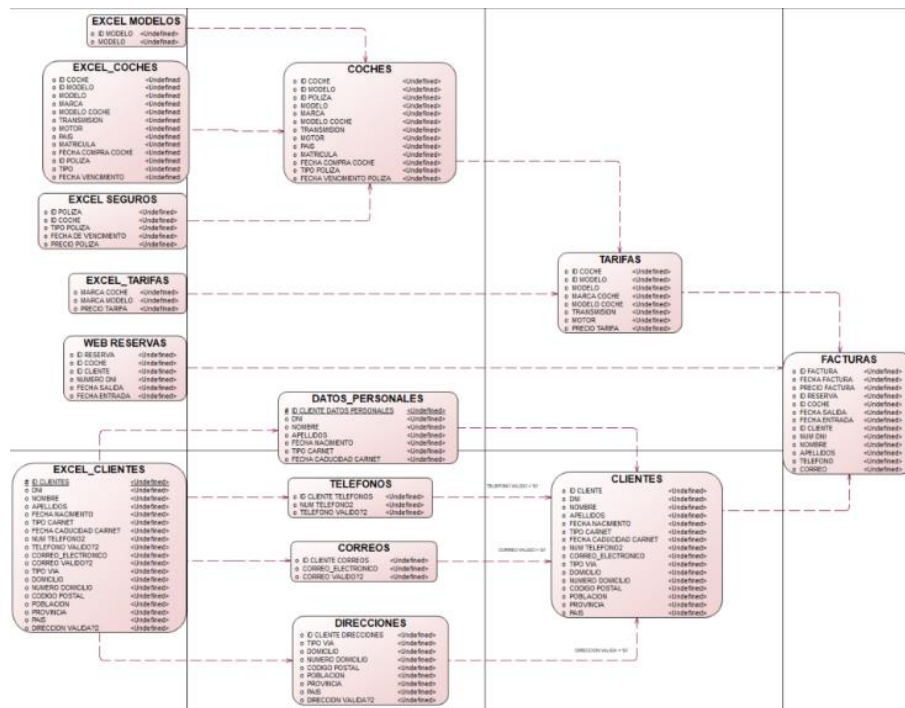 EXCEL MODELOS
ID MODELO <Undefined>
MODELO <Undefined>
EXCEL_COCHES
ID COCHE <Undefined
ID MODELO <Undefined
MODELO <Undefined
MARCA <Undefined
MODELO COCHE <Undefined
TRANSMISION <Undefined
MOTOR <Undefined
PAIS <Undefined
MATRICULA <Undefined
FECHA COMPRA COCHE <Undefined
ID POLIZA <Undefined
TIPO <Undefined
FECHA VENCIMIENTO <Undefined
COCHES
ID COCHE <Undefined>
ID MODELO <Undefined>
ID POLIZA <Undefined>
MODELO <Undefined>
MARCA <Undefined>
MODELO COCHE <Undefined>
TRANSMISION <Undefined>
MOTOR <Undefined>
PAIS <Undefined>
MATRICULA <Undefined>
FECHA COMPRA COCHE <Undefined>
TIPO POLIZA <Undefined>
FECHA VENCIMIENTO POLIZA <Undefined>
EXCEL SEGUROS
ID POLIZA <Undefined>
ID COCHE <Undefined>
TIPO POLIZA <Undefined>
FECHA DE VENCIMIENTO <Undefined>
PRECIO POLIZA <Undefined>
EXCEL_TARIFAS
MARCA COCHE <Undefined>
MARCA MODELO <Undefined>
PRECIO TARIFA <Undefined>
TARIFAS
ID COCHE <Undefined>
ID MODELO <Undefined>
MODELO <Undefined>
MARCA COCHE <Undefined>
MODELO COCHE <Undefined>
TRANSMISION <Undefined>
MOTOR <Undefined>
PRECIO TARIFA <Undefined>
WEB RESERVAS
ID RESERVA <Undefined>
ID COCHE <Undefined>
ID CLIENTE <Undefined>
NUMERO DNI <Undefined>
FECHA SALIDA <Undefined>
FECHA ENTRADA <Undefined>
FACTURAS
ID FACTURA <Undefined>
FECHA FACTURA <Undefined>
PRECIO FACTURA <Undefined>
ID RESERVA <Undefined>
ID COCHE <Undefined>
FECHA SALIDA <Undefined>
FECHA ENTRADA <Undefined>
ID CLIENTE <Undefined>
NUM DNI <Undefined>
NOMBRE <Undefined>
APELLIDOS <Undefined>
TELEFONO <Undefined>
CORREO <Undefined>
DATOS_PERSONALES
# ID CLIENTE DATOS PERSONALES <Undefined>
DNI <Undefined>
NOMBRE <Undefined>
APELLIDOS <Undefined>
FECHA NACIMIENTO <Undefined>
TIPO CARNET <Undefined>
FECHA CADUCIDAD CARNET <Undefined>
EXCEL_CLIENTES
# ID CLIENTES <Undefined>
DNI <Undefined>
NOMBRE <Undefined>
APELLIDOS <Undefined>
FECHA NACIMIENTO <Undefined>
TIPO CARNET <Undefined>
FECHA CADUCIDAD CARNET <Undefined>
NUM TELEFONO2 <Undefined>
TELEFONO VALIDO?2 <Undefined>
CORREO_ELECTRONICO <Undefined>
CORREO VALIDO?2 <Undefined>
TIPO VIA <Undefined>
DOMICILIO <Undefined>
NUMERO DOMICILIO <Undefined>
CODIGO POSTAL <Undefined>
POBLACION <Undefined>
PROVINCIA <Undefined>
PAIS <Undefined>
DIRECCION VALIDA?2 <Undefined>
TELEFONOS
ID CLIENTE TELEFONOS <Undefined>
NUM TELEFONO2 <Undefined>
TELEFONO VALIDO?2 <Undefined>
TELEFONO VALIDO = 'SI'
CLIENTES
ID CLIENTE <Undefined>
DNI <Undefined>
NOMBRE <Undefined>
APELLIDOS <Undefined>
FECHA NACIMIENTO <Undefined>
TIPO CARNET <Undefined>
FECHA CADUCIDAD CARNET <Undefined>
NUM TELEFONO2 <Undefined>
CORREO_ELECTRONICO <Undefined>
TIPO VIA <Undefined>
DOMICILIO <Undefined>
NUMERO DOMICILIO <Undefined>
CODIGO POSTAL <Undefined>
POBLACION <Undefined>
PROVINCIA <Undefined>
PAIS <Undefined>
CORREOS
ID CLIENTE CORREOS <Undefined>
CORREO_ELECTRONICO <Undefined>
CORREO VALIDO?2 <Undefined>
CORREO VALIDO = 'SI'
DIRECCIONES
ID CLIENTE DIRECCIONES <Undefined>
TIPO VIA <Undefined>
DOMICILIO <Undefined>
NUMERO DOMICILIO <Undefined>
CODIGO POSTAL <Undefined>
POBLACION <Undefined>
PROVINCIA <Undefined>
PAIS <Undefined>
DIRECCION VALIDA?2 <Undefined>
DIRECCION VALIDA = 'SI'